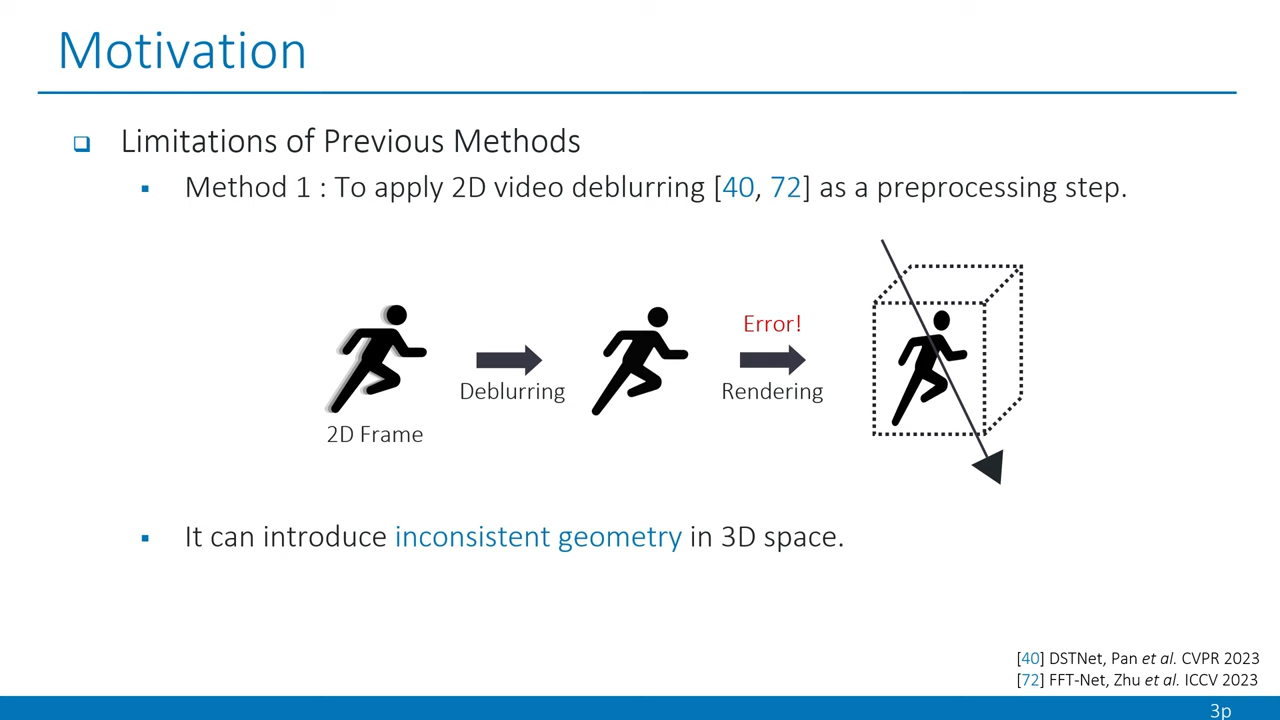 Motivation
Limitations of Previous Methods
Method 1 : To apply 2D video deblurring [40, 72] as a preprocessing step.
Error!
Deblurring
Rendering
2D Frame
It can introduce inconsistent geometry in 3D space.
[40] DSTNet, Pan et al. CVPR 2023
[72] FFT-Net, Zhu et al. ICCV 2023
3p